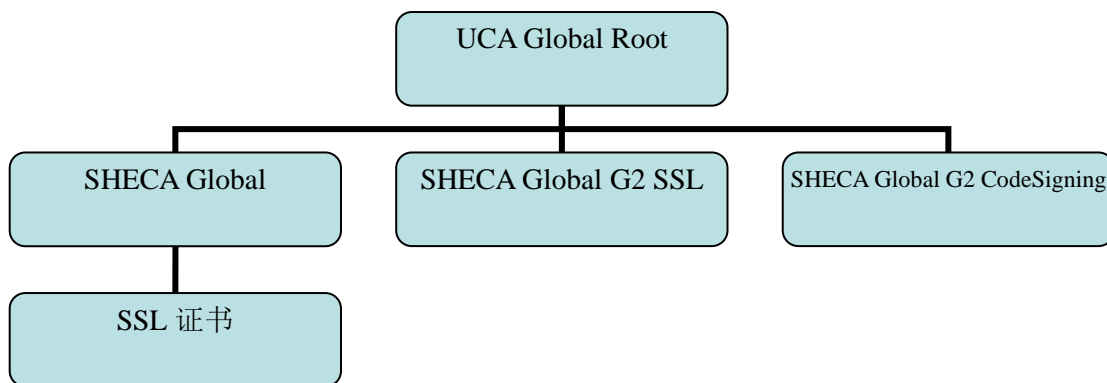 UCA Global Root
SHECA Global
SHECA Global G2 SSL
SHECA Global G2 CodeSigning
SSL 证书